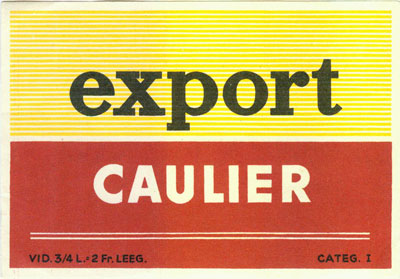 export
CAULIER
VID. 3/4 L.= 2 Fr. LEEG. CATEG. I